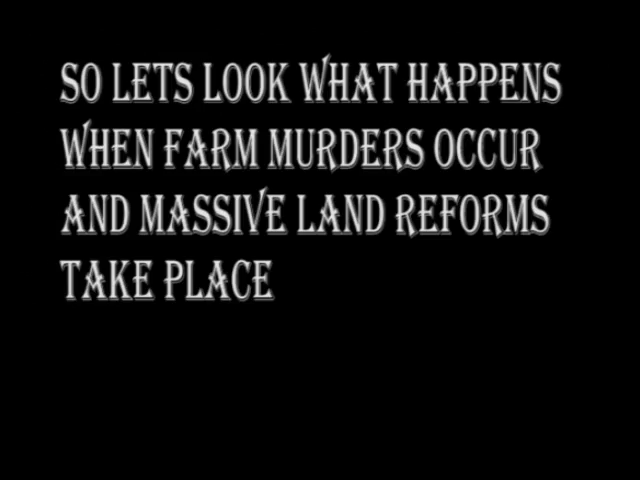 SO LETS LOOK WHAT HAPPENS
WHEN FARM MURDERS OCCUR
AND MASSIVE LAND REFORMS
TAKE PLACE